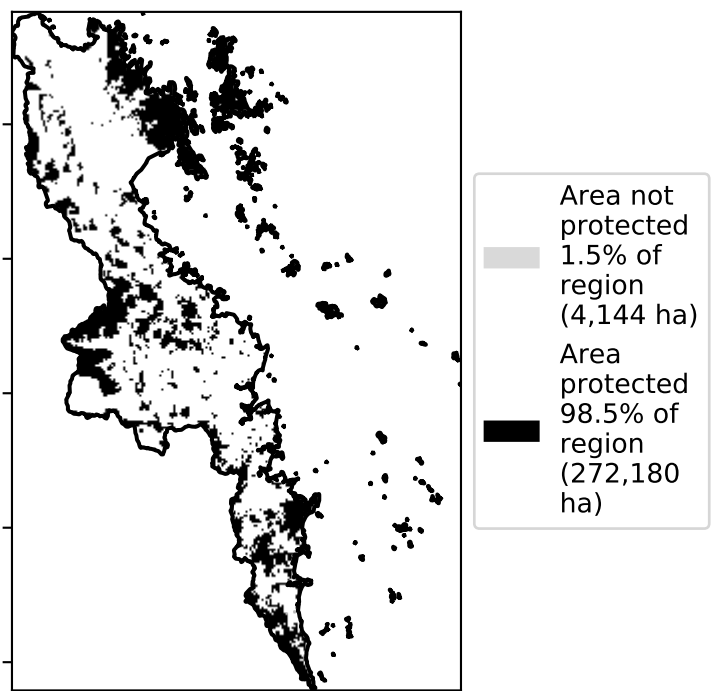 Area not
protected
1.5% of
region
(4,144 ha)
Area
protected
98.5% of
region
(272,180
ha)